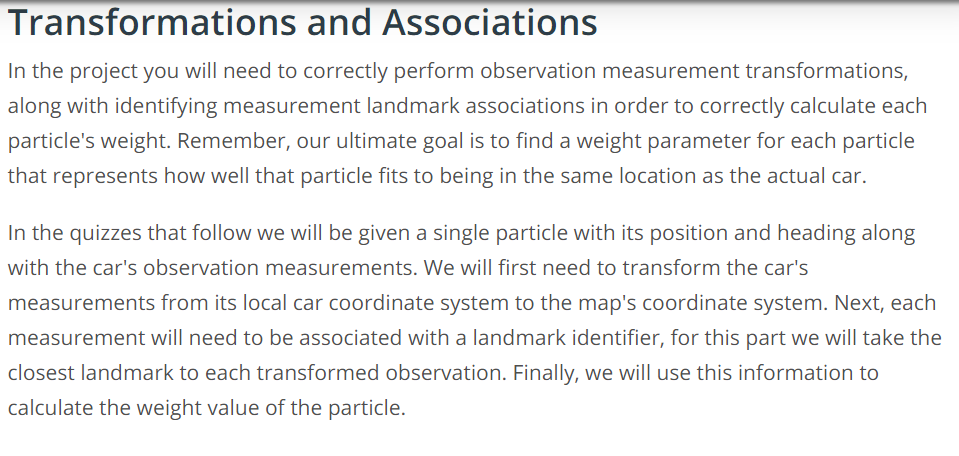 Transformations and Associations
In the project you will need to correctly perform observation measurement transformations,
along with identifying measurement landmark associations in order to correctly calculate each
particle's weight. Remember, our ultimate goal is to find a weight parameter for each particle
that represents how well that particle fits to being in the same location as the actual car.
In the quizzes that follow we will be given a single particle with its position and heading along
with the car's observation measurements. We will first need to transform the car's
measurements from its local car coordinate system to the map's coordinate system. Next, each
measurement will need to be associated with a landmark identifier, for this part we will take the
closest landmark to each transformed observation. Finally, we will use this information to
calculate the weight value of the particle.